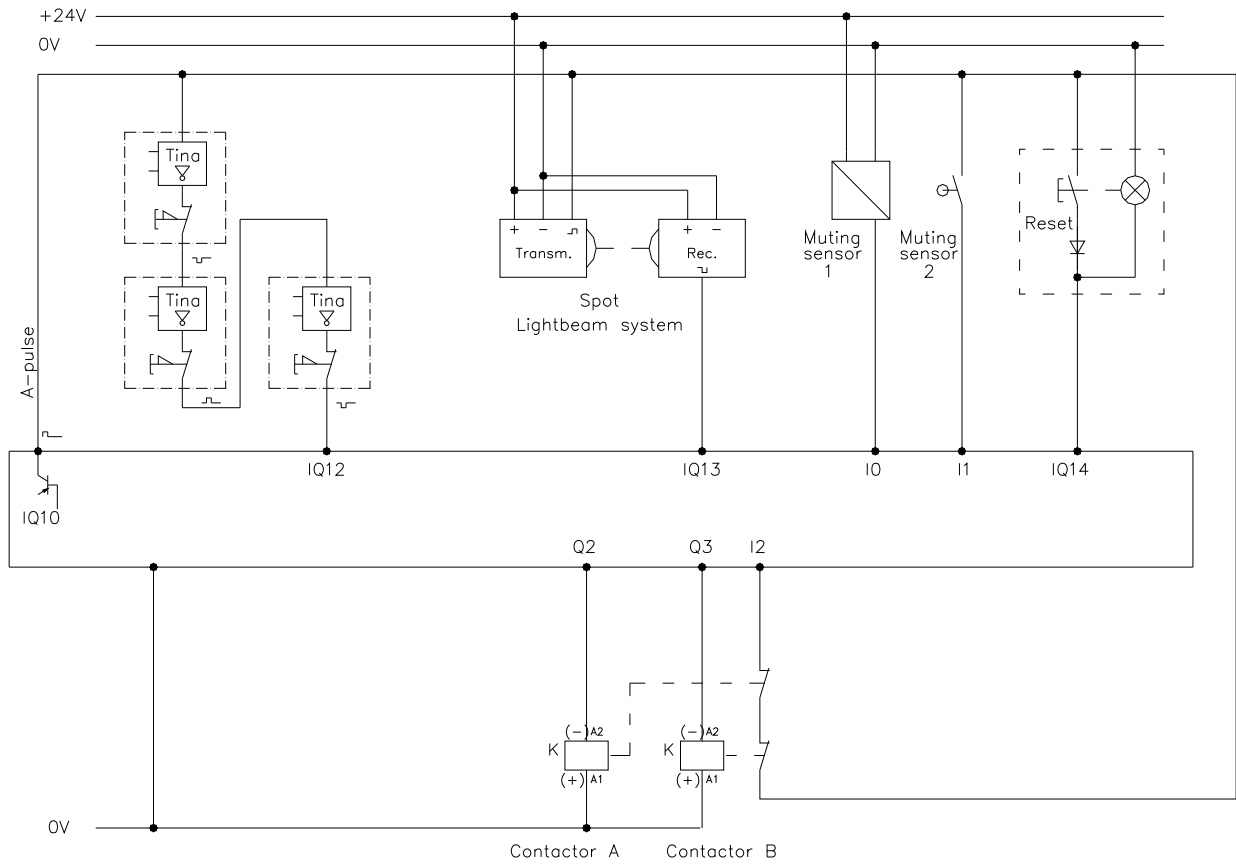 +24V
0V
Tina
Tina
Tina
+ − Transm.
+ − Rec.
Spot
Lightbeam system
Muting
sensor
1
Muting
sensor
2
Reset
A-pulse
IQ10
IQ12
IQ13
I0
I1
IQ14
Q2
Q3
I2
(-) A2
K
(+) A1
(-) A2
K
(+) A1
0V
Contactor A
Contactor B